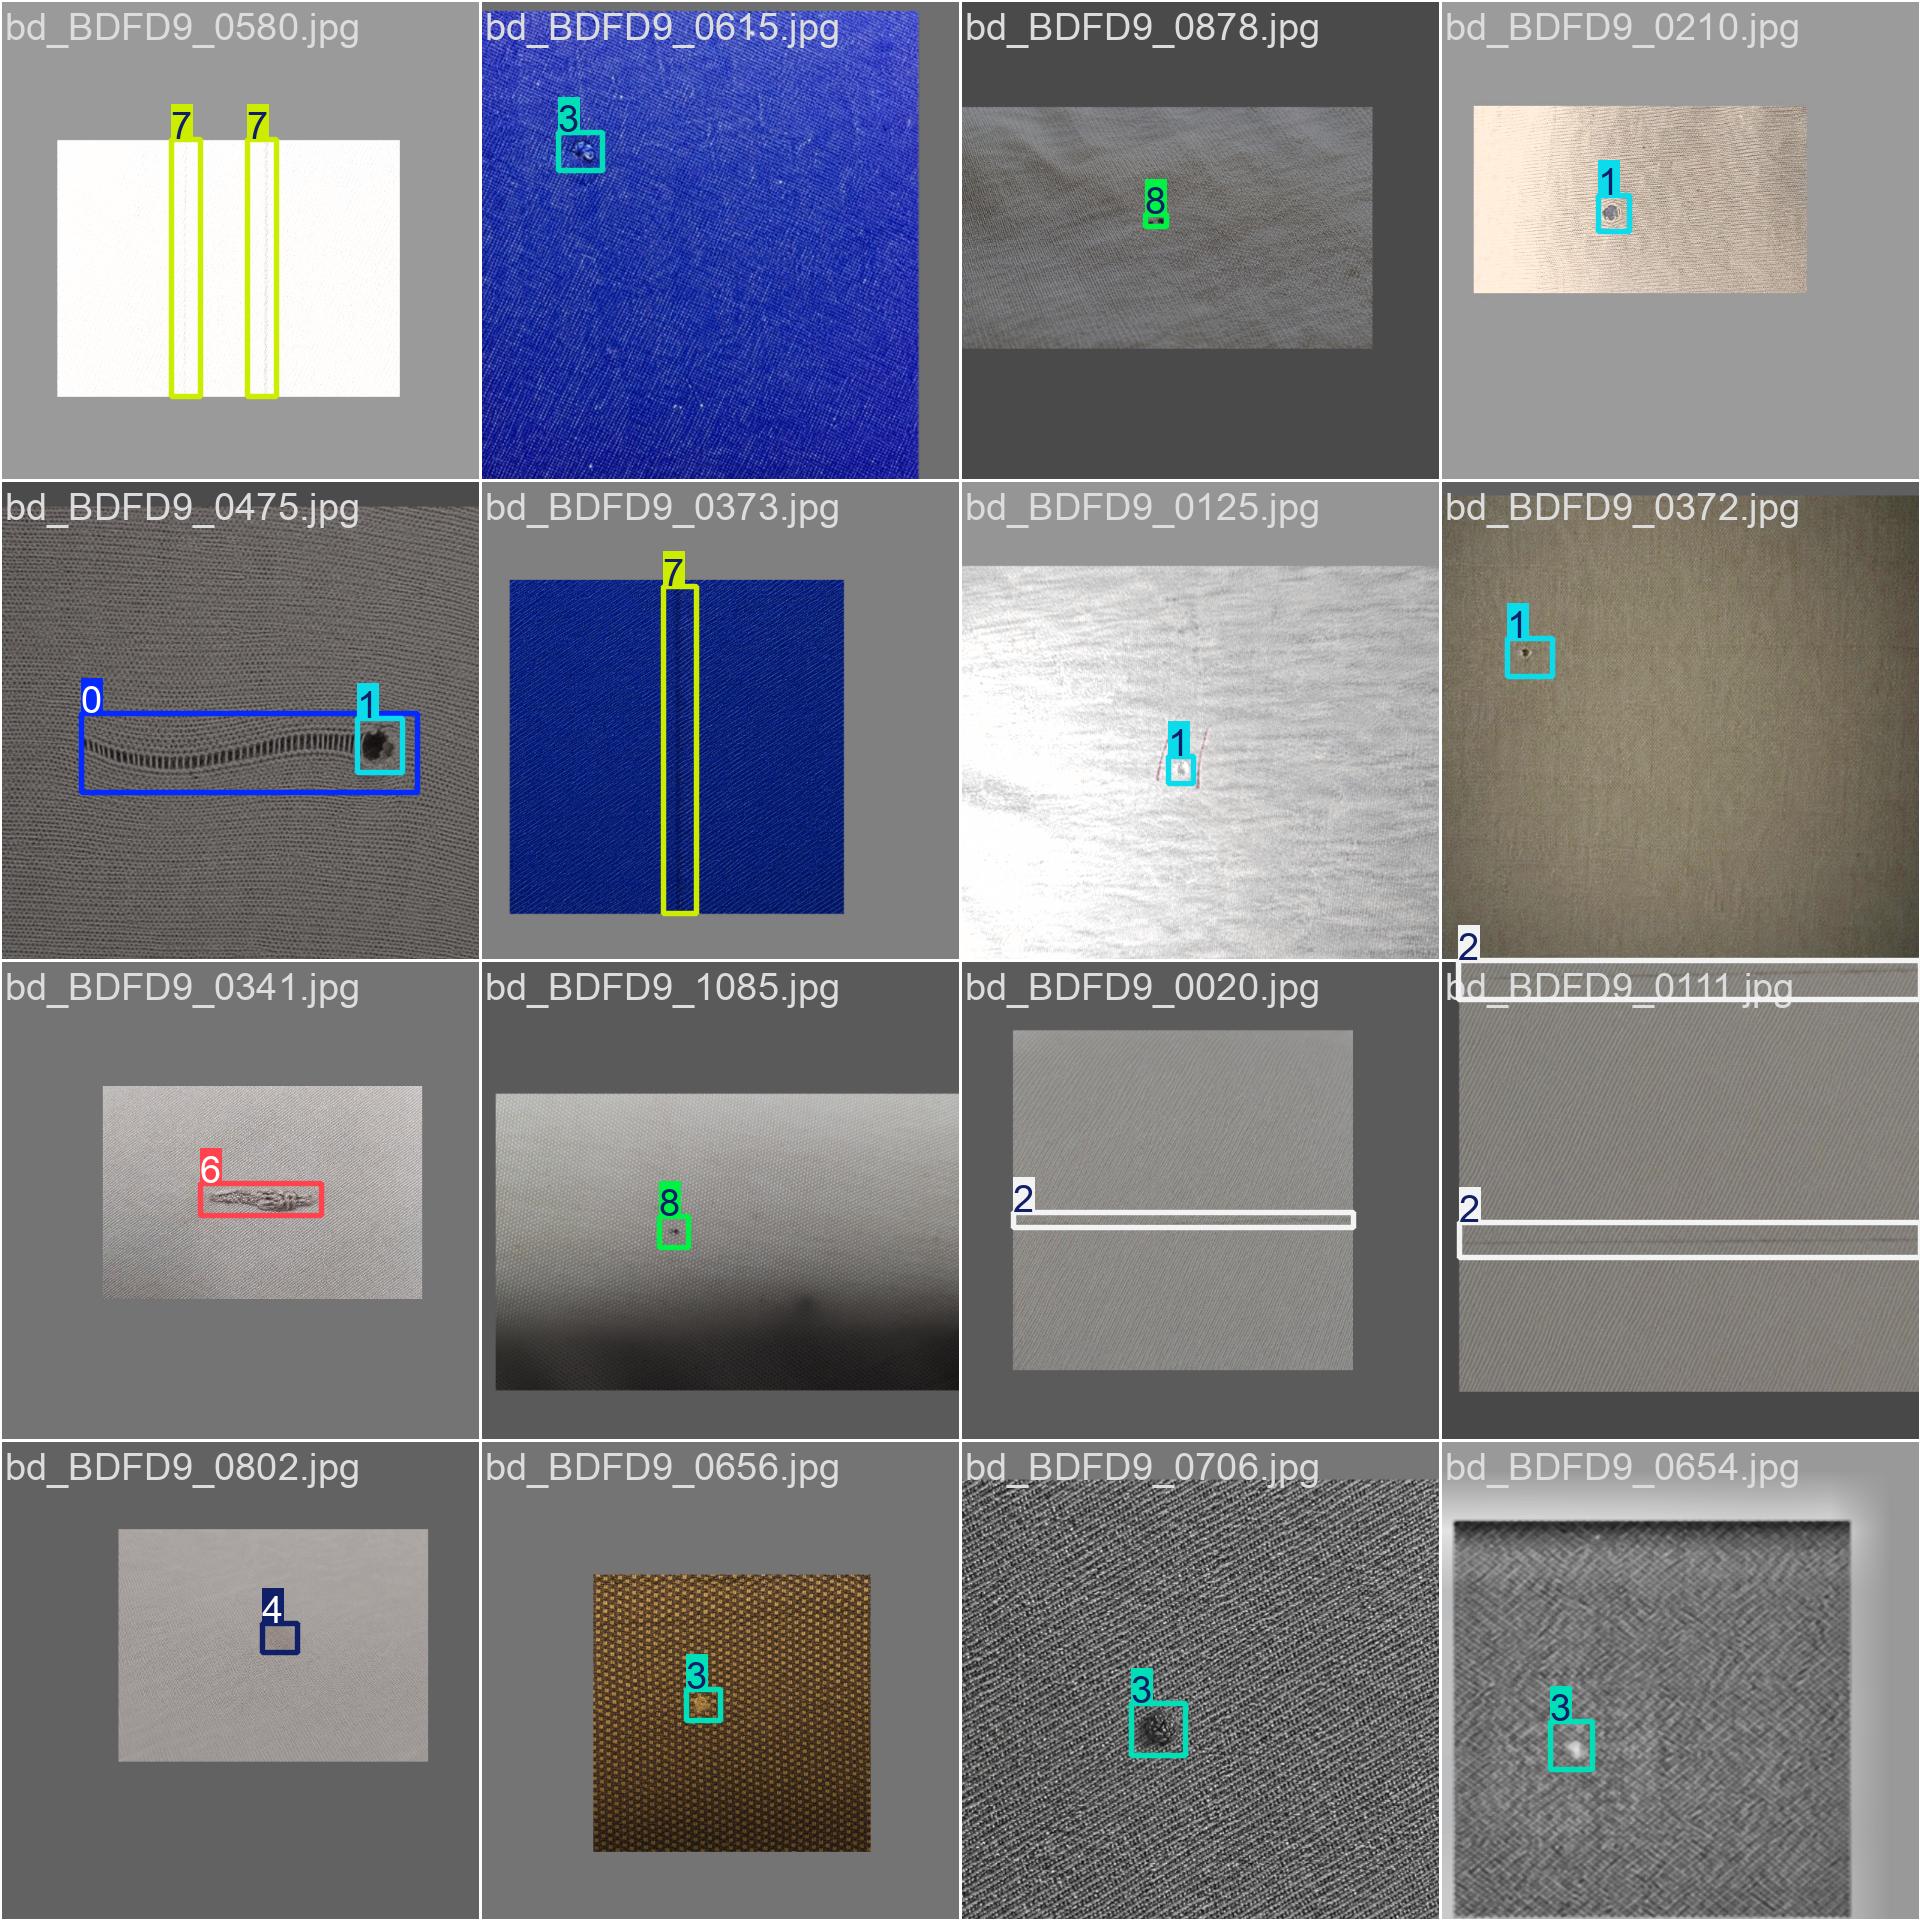 bd_BDFD9_0580.jpg
7 7
bd_BDFD9_0615.jpg
3
bd_BDFD9_0878.jpg
8
bd_BDFD9_0210.jpg
1
bd_BDFD9_0475.jpg
0 1
bd_BDFD9_0373.jpg
7
bd_BDFD9_0125.jpg
1
bd_BDFD9_0372.jpg
1
bd_BDFD9_0341.jpg
6
bd_BDFD9_1085.jpg
8
bd_BDFD9_0020.jpg
2
2
bd_BDFD9_0111.jpg
2
bd_BDFD9_0802.jpg
4
bd_BDFD9_0656.jpg
3
bd_BDFD9_0706.jpg
3
bd_BDFD9_0654.jpg
3